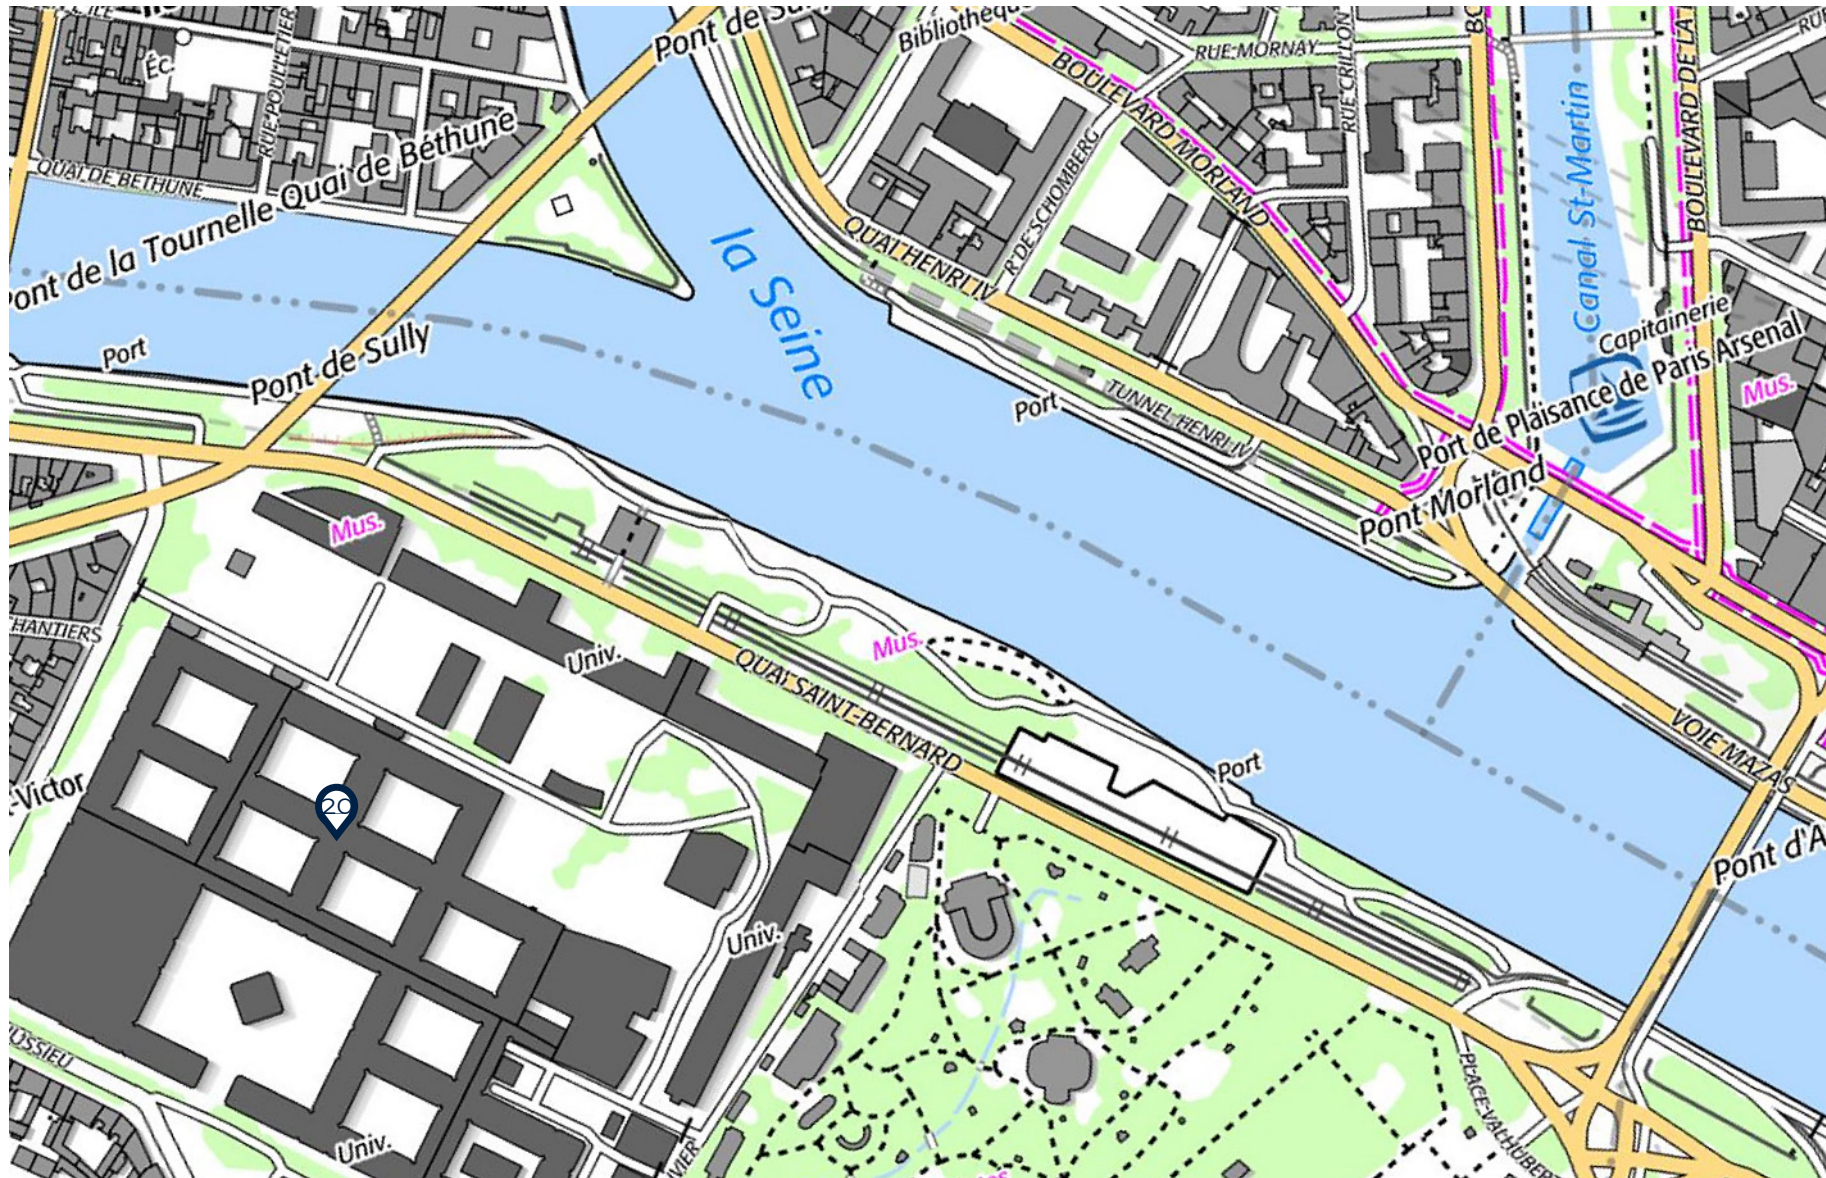 Pont de Sully
Bibliothèque
RUE MORNAY
BOULEVARD MORLAND
RUE CRILLON
Éc.
RUE POULLETIER
QUAI DE BÉTHUNE
Pont de la Tournelle Quai de Béthune
Canal St-Martin
BOULEVARD DE LA
R DE SCHOMBERG
QUAI HENRI IV
la Seine
Capitainerie
Port de Plaisance de Paris Arsenal
Mus.
Port
Pont de Sully
Port
TUNNEL HENRI IV
Pont Morland
Mus.
HANTIERS
Univ.
Mus.
QUAI SAINT-BERNARD
VOIE MAZAS
Port
-Victor
20
Pont d'A
Univ.
USSIEU
PLACE VALHUBERT
Univ.
VIER